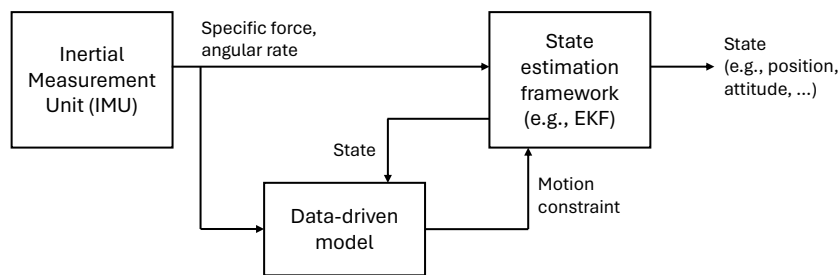 Inertial
Measurement
Unit (IMU)
Specific force,
angular rate
State
estimation
framework
(e.g., EKF)
State
(e.g., position,
attitude, ...)
State
Data-driven
model
Motion
constraint